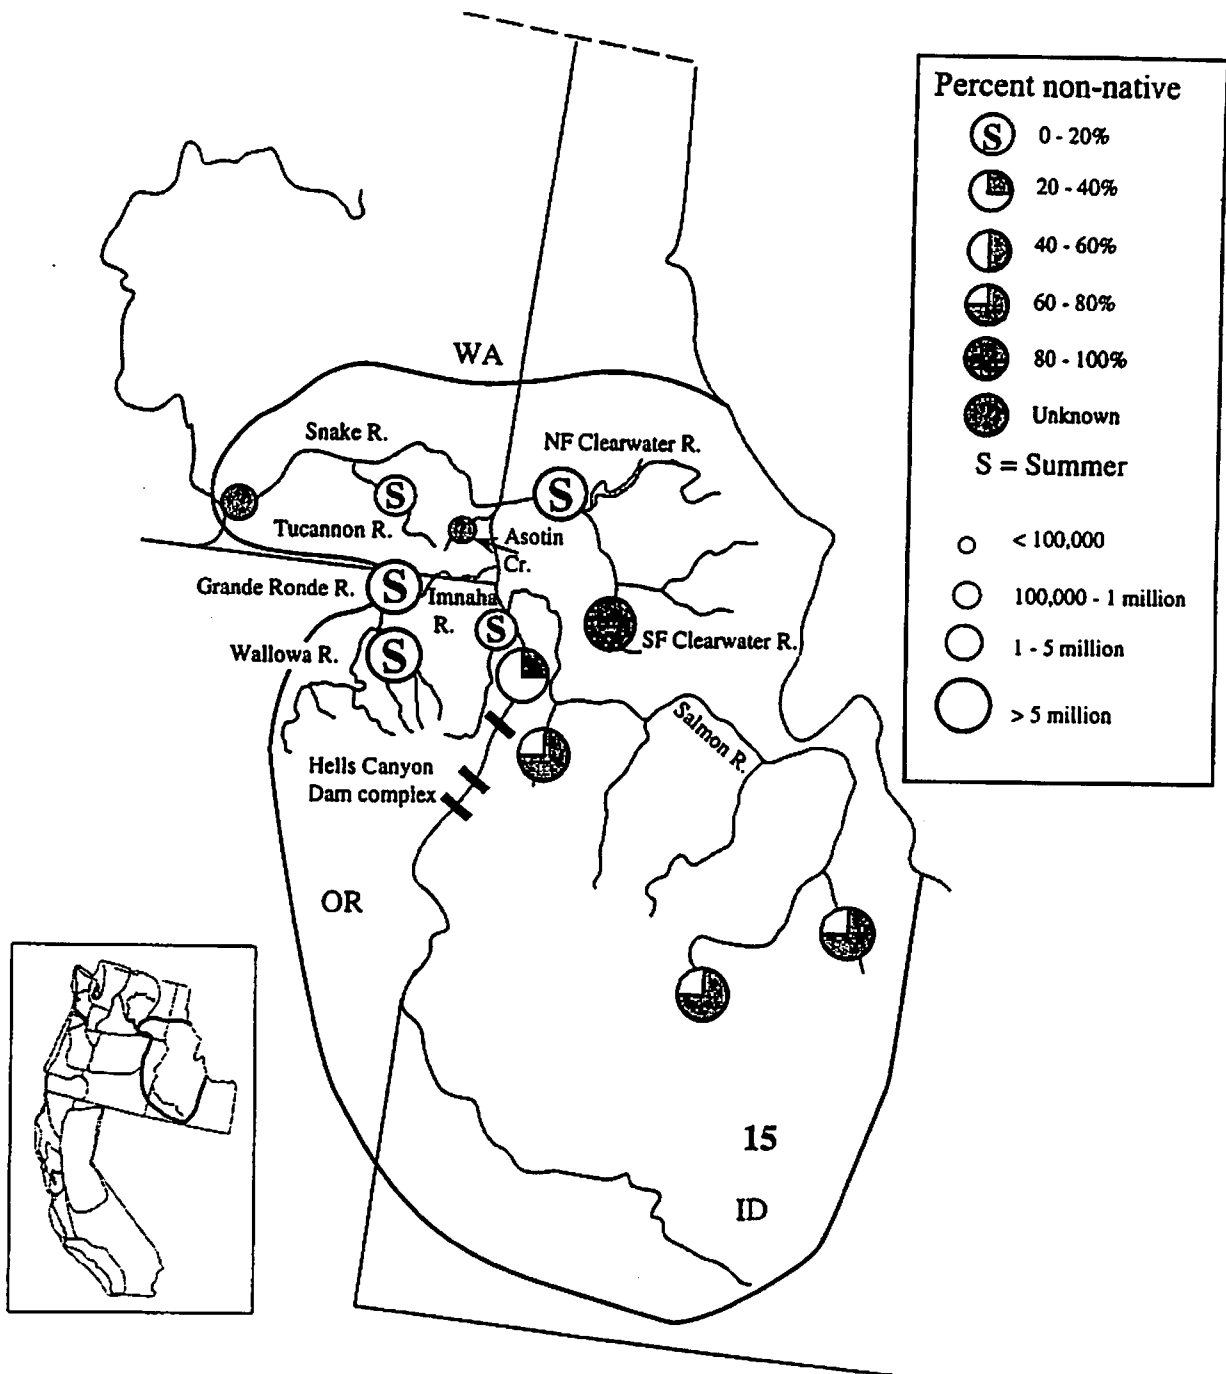 Percent non-native
S 0 - 20%
20 - 40%
40 - 60%
60 - 80%
80 - 100%
Unknown
S = Summer
< 100,000
100,000 - 1 million
1 - 5 million
> 5 million
WA
Snake R.
NF Clearwater R.
S
S
Tucannon R.
Asotin
Cr.
Grande Ronde R.
S
Imnaha
R.
S
SF Clearwater R.
Wallowa R.
S
Salmon R.
Hells Canyon
Dam complex
OR
15
ID